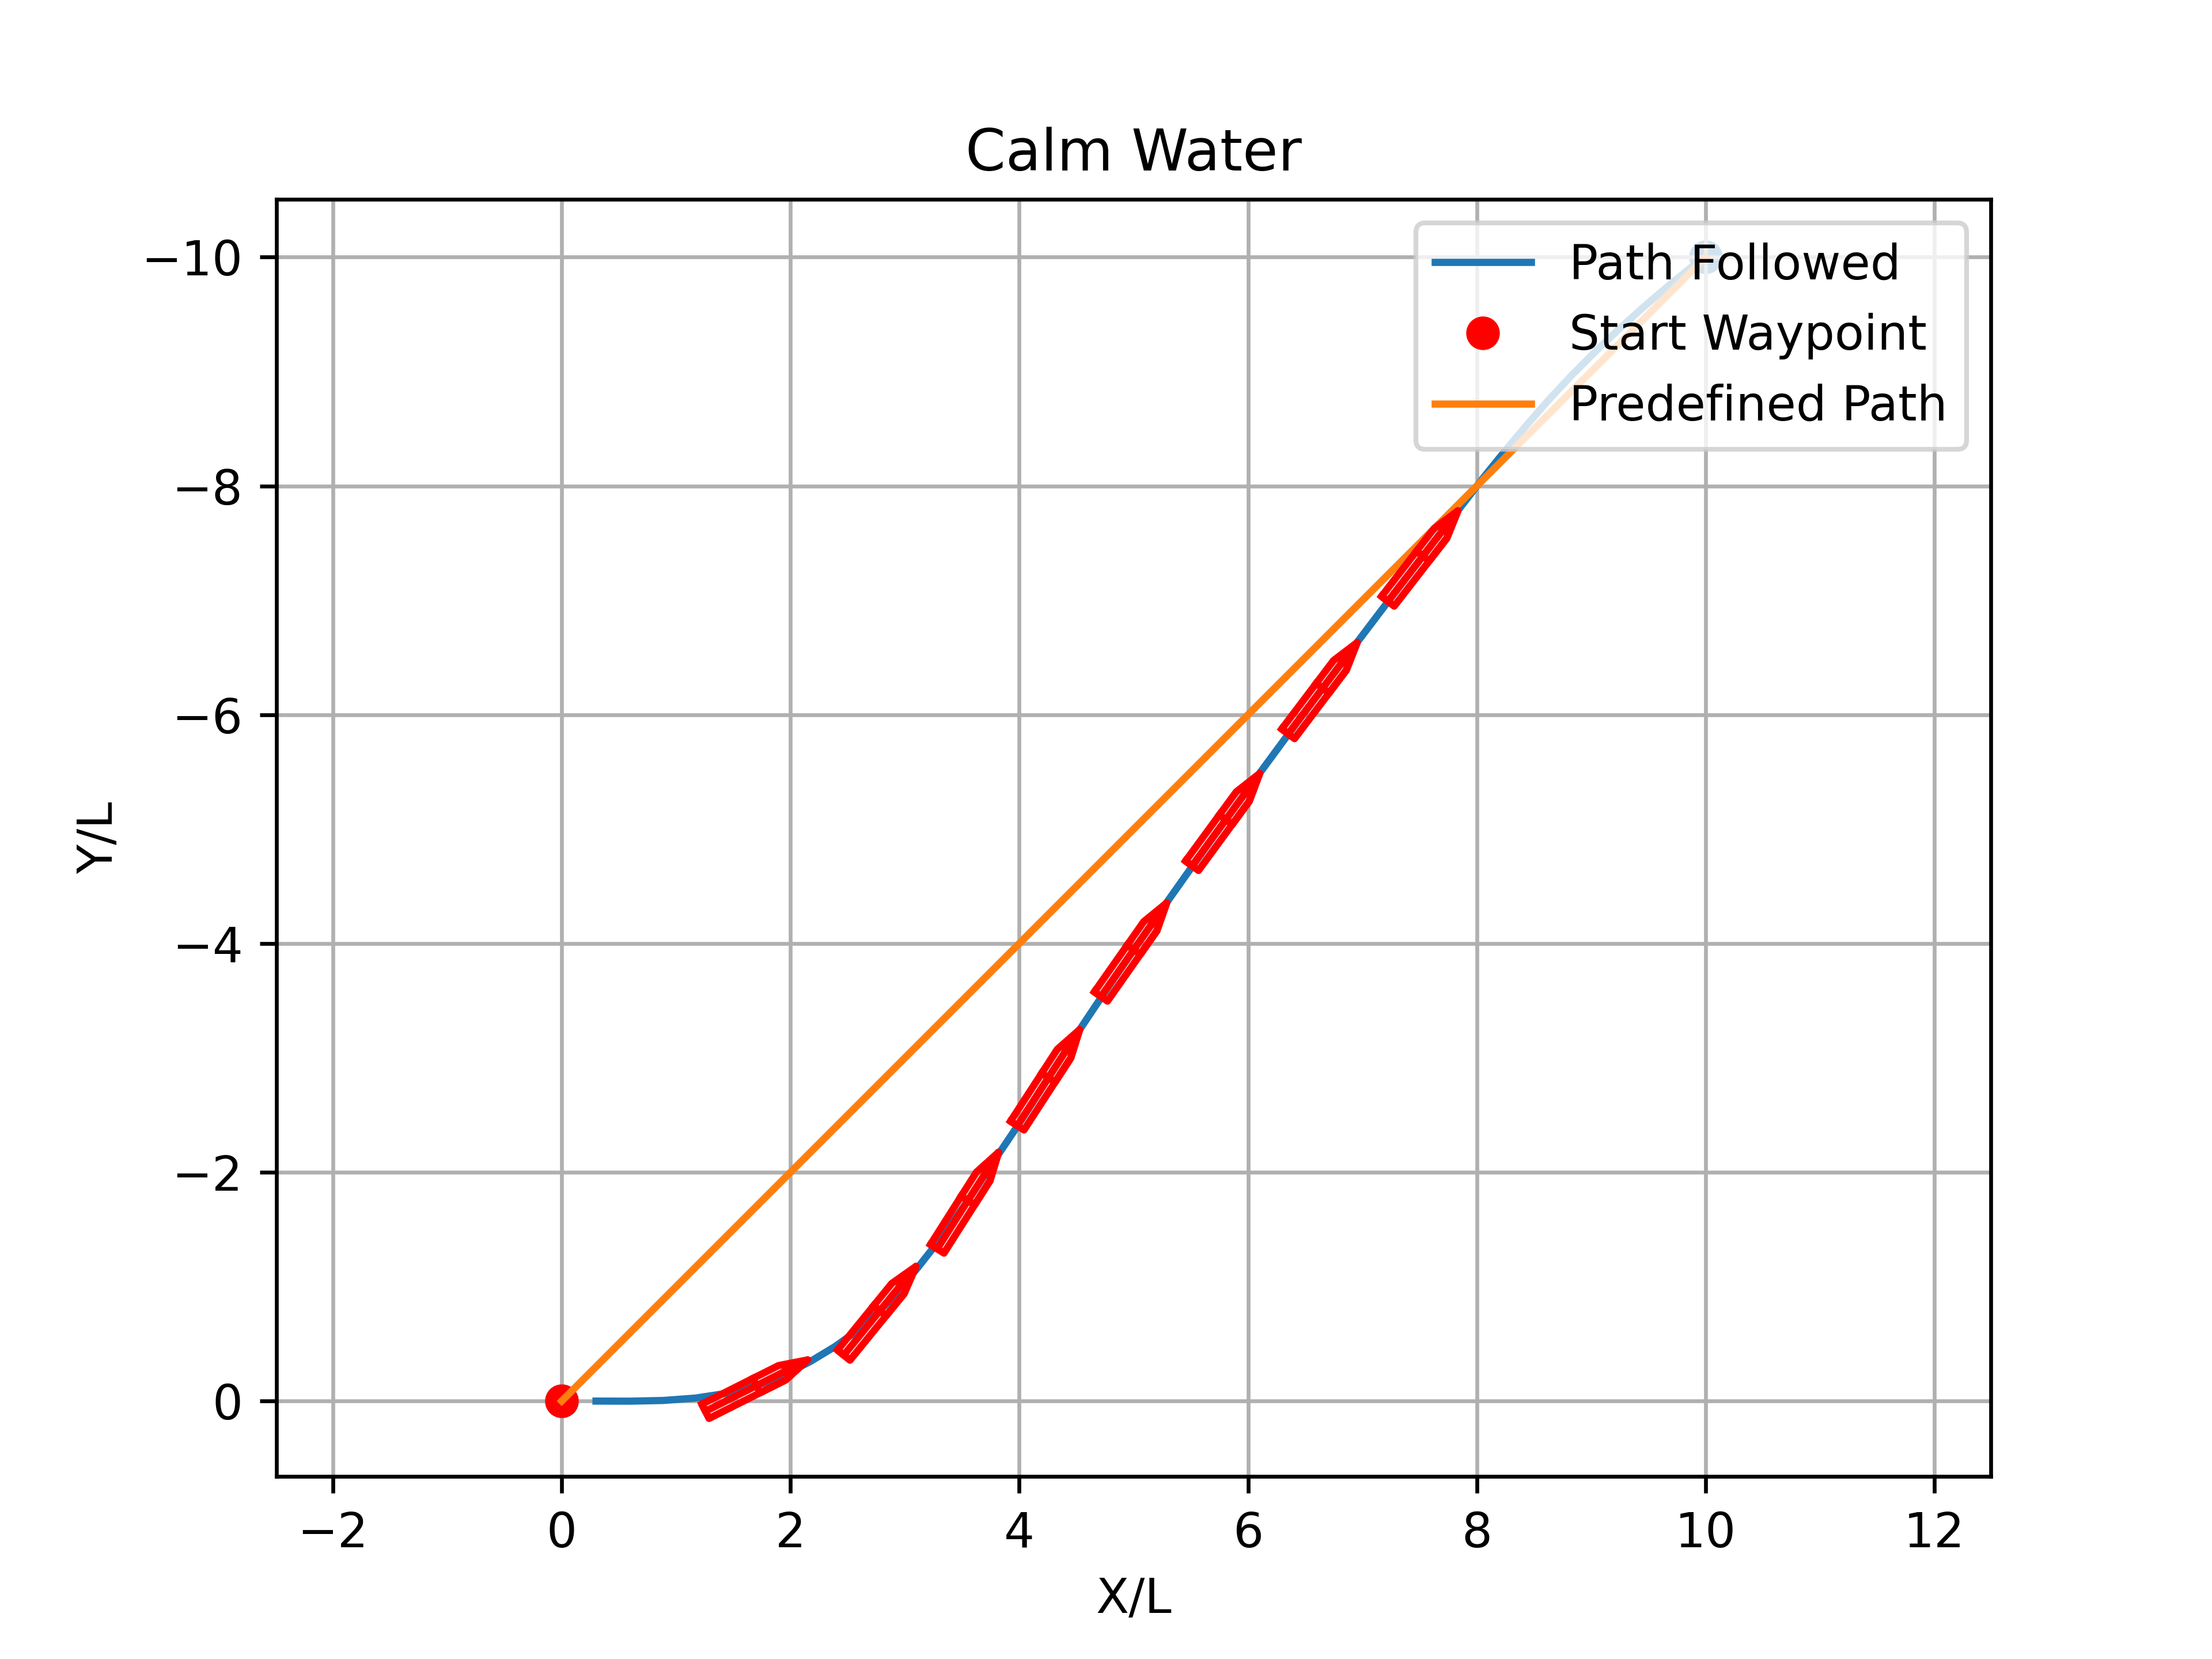 Calm Water
Path Followed
Start Waypoint
Predefined Path
−10
−8
−6
−4
−2
0
Y/L
−2 0 2 4 6 8 10 12
X/L